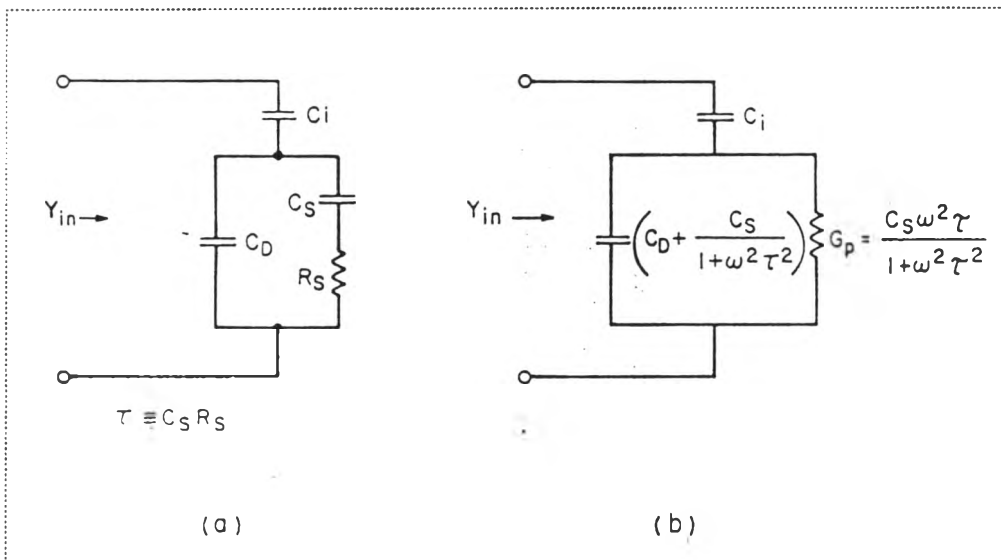 Ci
Cs
Yin→
CD
Rs
τ ≡ CsRs
(a)
Ci
Yin →
(CD + Cs / 1+ω²τ²)
Gp = Csω²τ / 1+ω²τ²
(b)